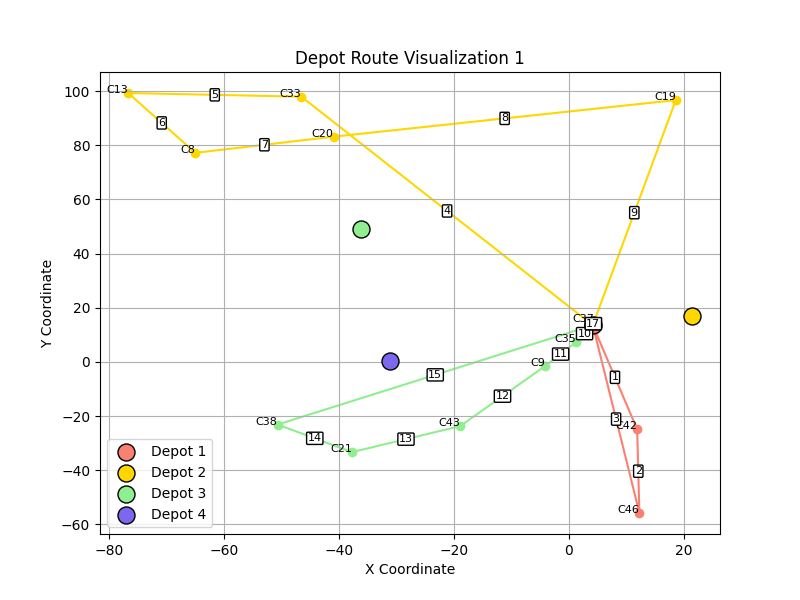 Depot Route Visualization 1
Y Coordinate
100
80
60
40
20
0
−20
−40
−60
C13
5
C33
C19
6
8
C20
C8
7
4
9
C37
17
10
C35
11
C9
1
15
12
3
C42
C38
C43
14
13
C21
2
C46
Depot 1
Depot 2
Depot 3
Depot 4
−80
−60
−40
−20
0
20
X Coordinate